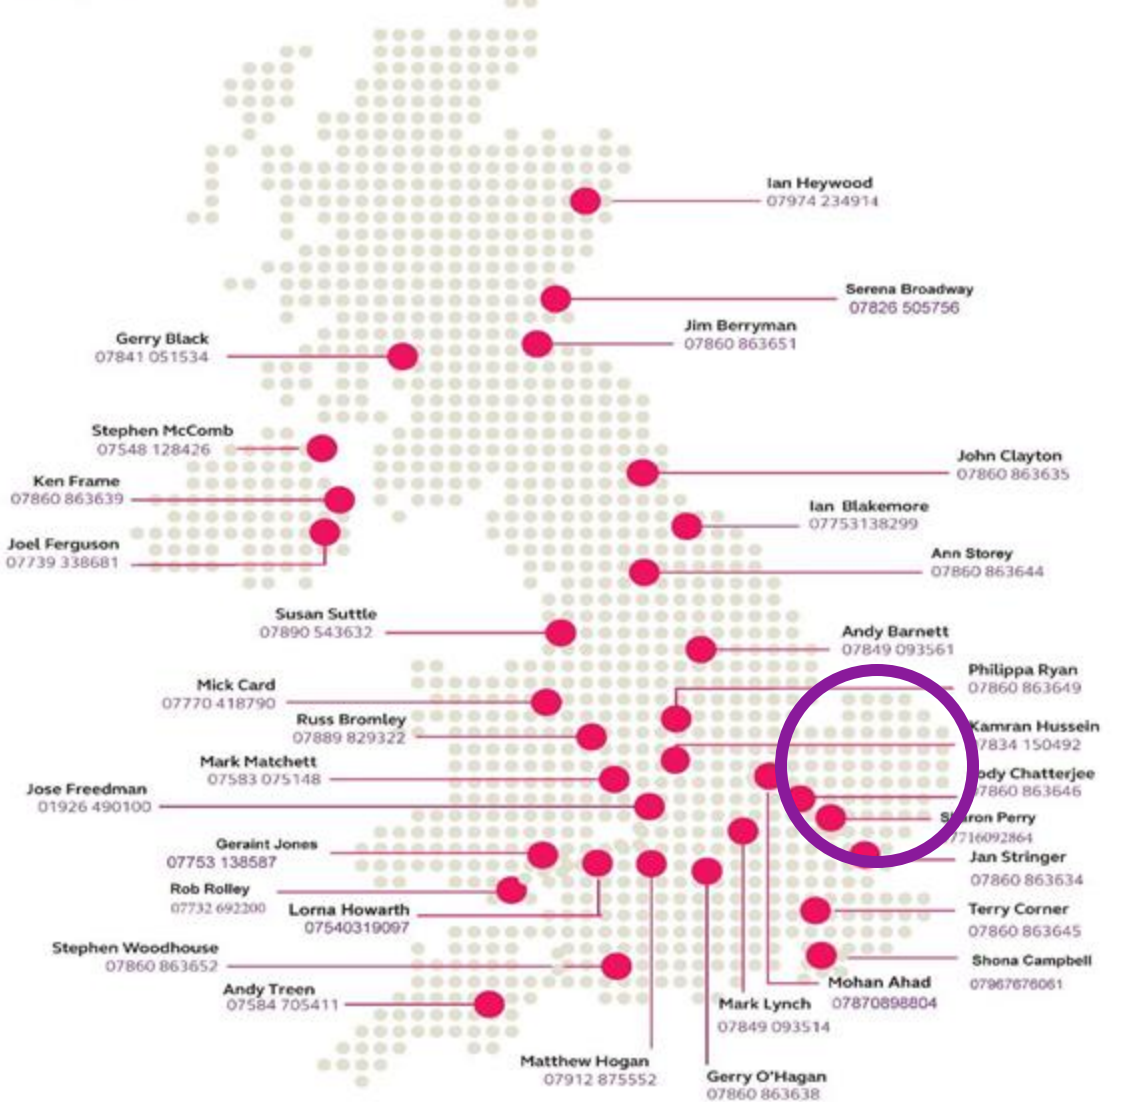 Ian Heywood
07974 234914
Serena Broadway
07826 505756
Jim Berryman
07860 863651
Gerry Black
07841 051534
Stephen McComb
07548 128426
John Clayton
07860 863635
Ken Frame
07860 863639
Ian Blakemore
07753138299
Joel Ferguson
07739 338681
Ann Storey
07860 863644
Susan Suttle
07890 543632
Andy Barnett
07849 093561
Philippa Ryan
07860 863649
Mick Card
07770 418790
Russ Bromley
07889 829322
Kamran Hussein
7834 150492
Mark Matchett
07583 075148
ody Chatterjee
7860 863646
Jose Freedman
01926 490100
Sharon Perry
7716092864
Geraint Jones
07753 138587
Jan Stringer
07860 863634
Rob Rolley
07732 692200
Lorna Howarth
07540319097
Terry Corner
07860 863645
Stephen Woodhouse
07860 863652
Shona Campbell
07967676061
Andy Treen
07584 705411
Mohan Ahad
07870898804
Mark Lynch
07849 093514
Matthew Hogan
07912 875552
Gerry O'Hagan
07860 863638